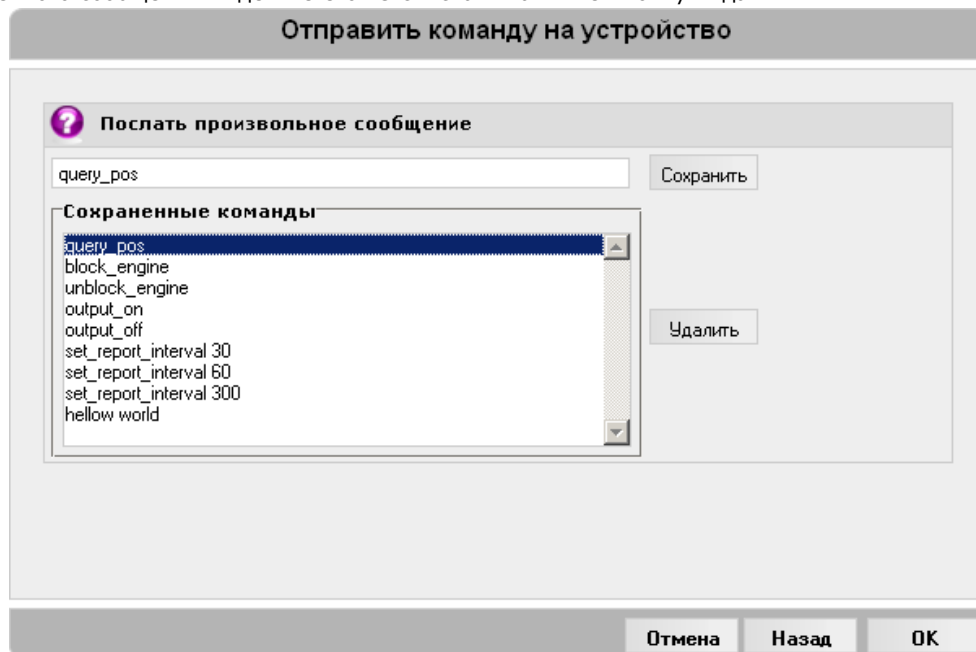 Отправить команду на устройство
Послать произвольное сообщение
query_pos
Сохранить
Сохраненные команды
query_pos
block_engine
unblock_engine
output_on
output_off
set_report_interval 30
set_report_interval 60
set_report_interval 300
hellow world
Удалить
Отмена Назад OK